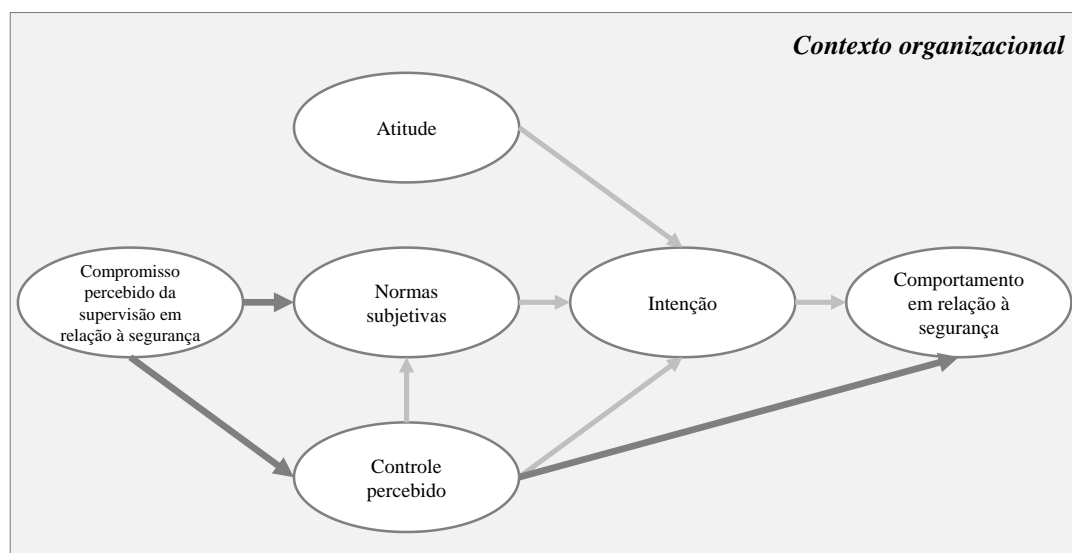 Contexto organizacional
Atitude
Compromisso
percebido da
supervisão em
relação à segurança
Normas
subjetivas
Intenção
Comportamento
em relação à
segurança
Controle
percebido